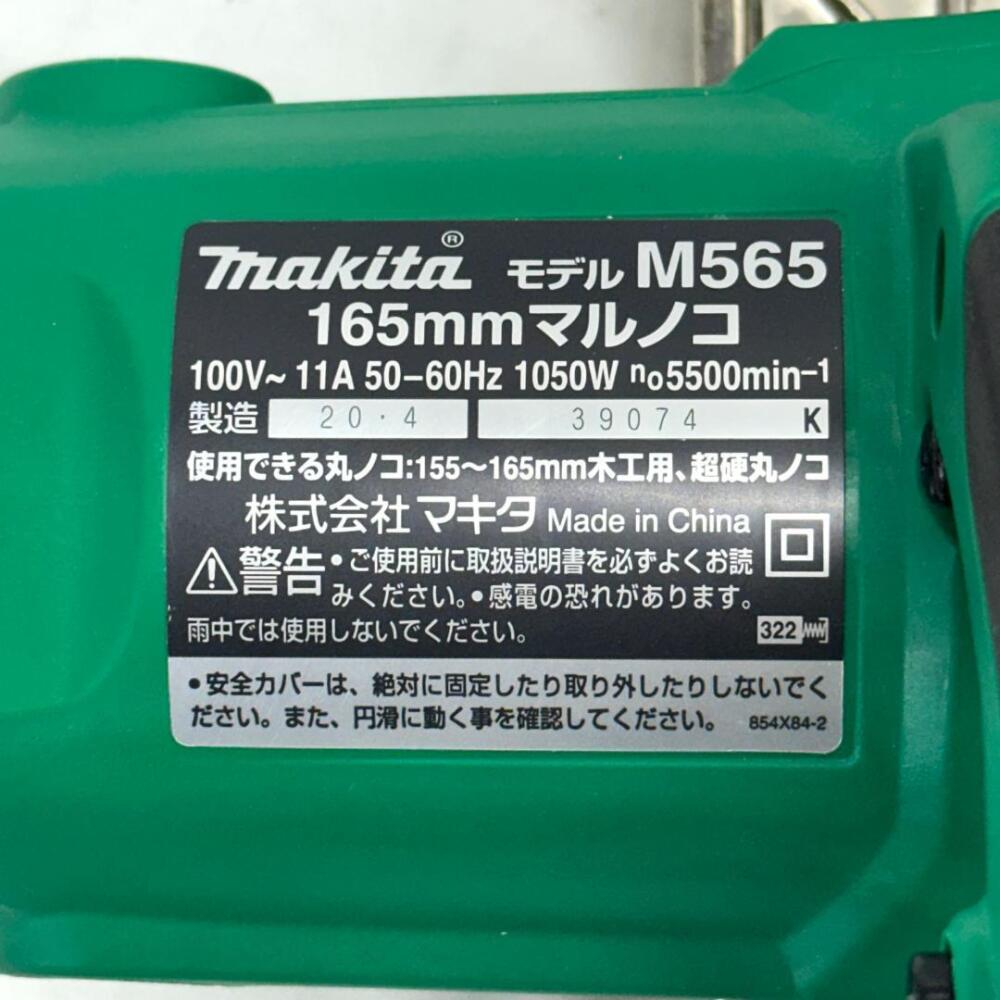 makita® モデル M565
165mmマルノコ
100V~ 11A 50-60Hz 1050W n₀5500min⁻¹
製造 20・4 39074 K
使用できる丸ノコ:155~165mm木工用、超硬丸ノコ
株式会社 マキタ Made in China
警告 •ご使用前に取扱説明書を必ずよくお読
みください。•感電の恐れがあります。
雨中では使用しないでください。 322
•安全カバーは、絶対に固定したり取り外したりしないでく
ださい。また、円滑に動く事を確認してください。 854X84-2